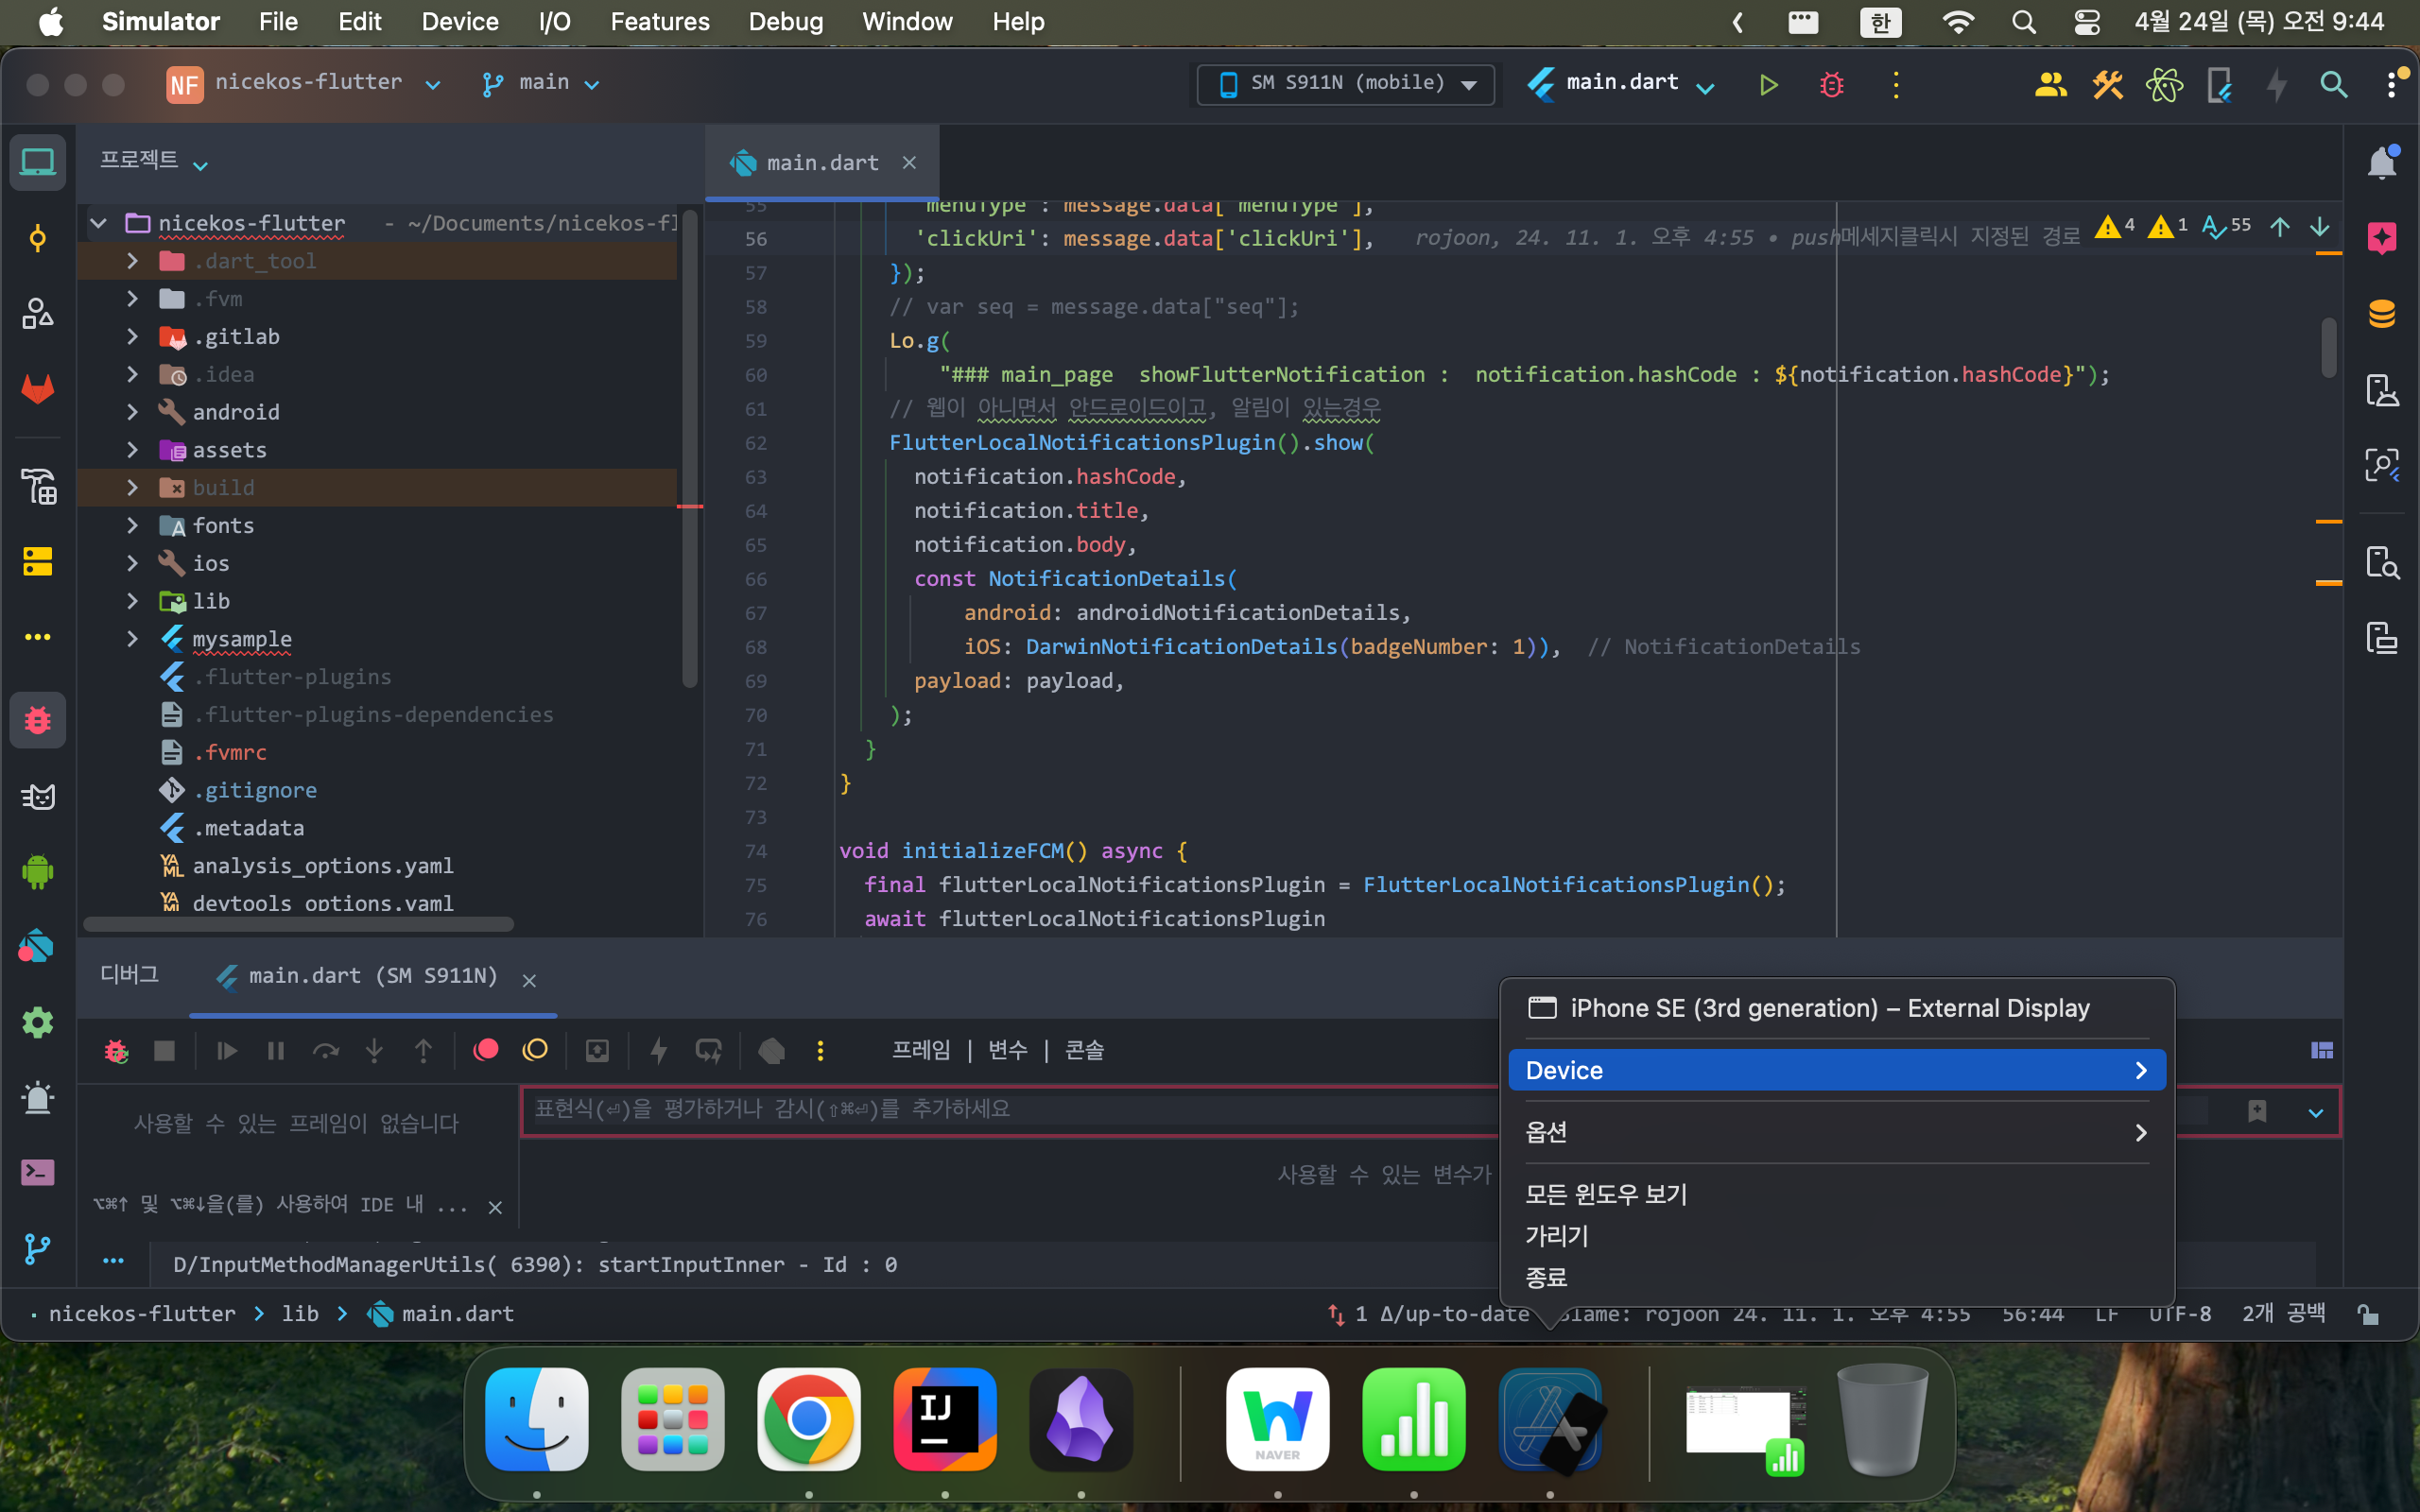 Simulator File Edit Device I/O Features Debug Window Help 한 4월 24일 (목) 오전 9:44
NF nicekos-flutter main SM S911N (mobile) main.dart
프로젝트
main.dart
nicekos-flutter - ~/Documents/nicekos-fl
.dart_tool
.fvm
.gitlab
.idea
android
assets
build
fonts
ios
lib
mysample
.flutter-plugins
.flutter-plugins-dependencies
.fvmrc
.gitignore
.metadata
analysis_options.yaml
devtools_options.yaml
55 'menuType': message.data['menuType'],
56 'clickUri': message.data['clickUri'], rojoon, 24. 11. 1. 오후 4:55 • push메세지클릭시 지정된 경로
4 1 55
57 });
58 // var seq = message.data["seq"];
59 Lo.g(
60 "### main_page  showFlutterNotification :  notification.hashCode : ${notification.hashCode}");
61 // 웹이 아니면서 안드로이드이고, 알림이 있는경우
62 FlutterLocalNotificationsPlugin().show(
63 notification.hashCode,
64 notification.title,
65 notification.body,
66 const NotificationDetails(
67 android: androidNotificationDetails,
68 iOS: DarwinNotificationDetails(badgeNumber: 1)), // NotificationDetails
69 payload: payload,
70 );
71 }
72 }
73
74 void initializeFCM() async {
75 final flutterLocalNotificationsPlugin = FlutterLocalNotificationsPlugin();
76 await flutterLocalNotificationsPlugin
디버그 main.dart (SM S911N)
프레임 | 변수 | 콘솔
사용할 수 있는 프레임이 없습니다
표현식(⏎)을 평가하거나 감시(⇧⌘⏎)를 추가하세요
사용할 수 있는 변수가
⌥⌘↑ 및 ⌥⌘↓을(를) 사용하여 IDE 내 ...
D/InputMethodManagerUtils( 6390): startInputInner - Id : 0
iPhone SE (3rd generation) – External Display
Device
옵션
모든 윈도우 보기
가리기
종료
nicekos-flutter > lib > main.dart 1 Δ/up-to-date Blame: rojoon 24. 11. 1. 오후 4:55 56:44 LF UTF-8 2개 공백
IJ
NAVER